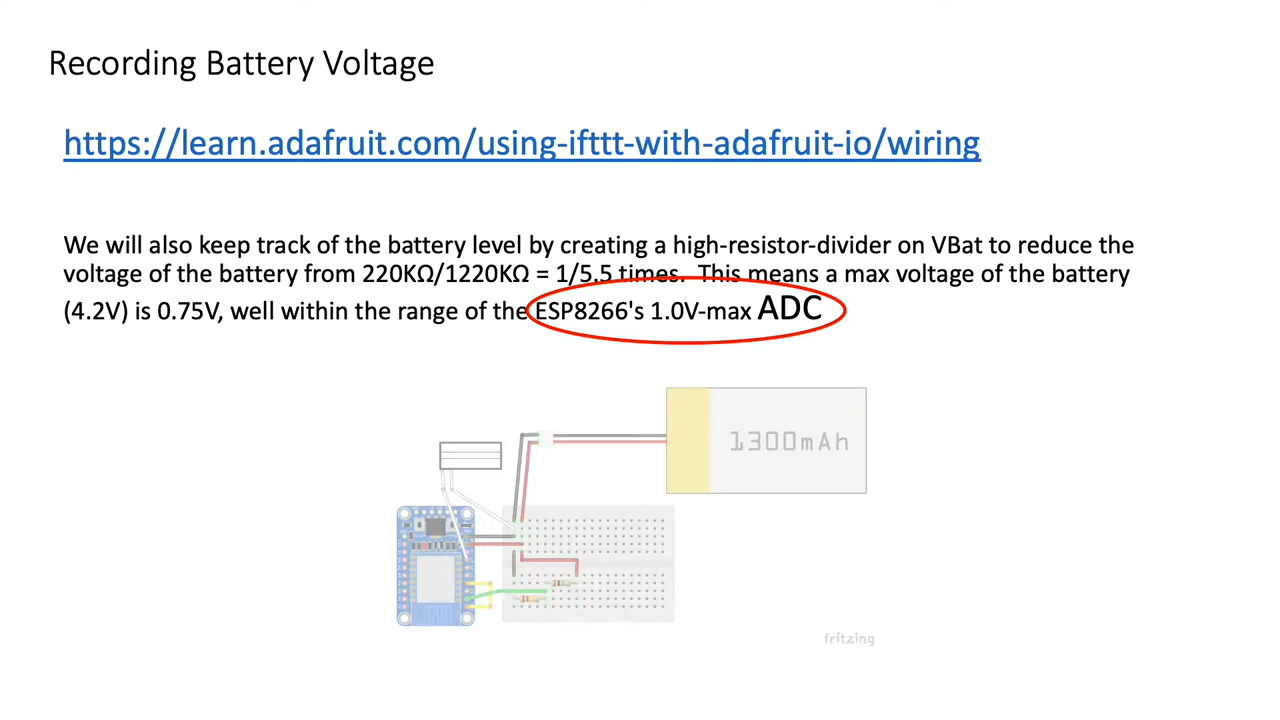 Recording Battery Voltage
https://learn.adafruit.com/using-ifttt-with-adafruit-io/wiring
We will also keep track of the battery level by creating a high-resistor-divider on VBat to reduce the
voltage of the battery from 220KΩ/1220KΩ = 1/5.5 times.  This means a max voltage of the battery
(4.2V) is 0.75V, well within the range of the ESP8266's 1.0V-max ADC
1300mAh
fritzing